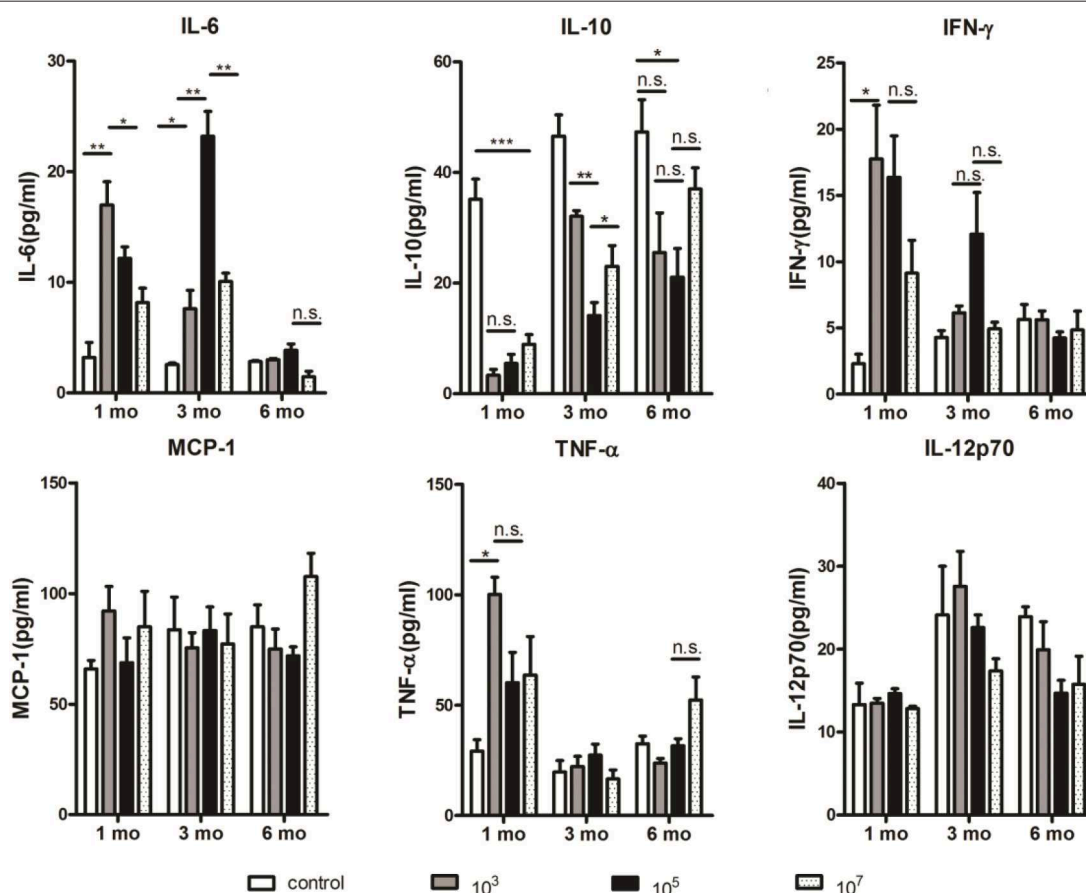 IL-6
IL-10
IFN-γ
30
20
10
0
IL-6(pg/ml)
**
*
*
**
**
n.s.
1 mo 3 mo 6 mo
60
40
20
0
IL-10(pg/ml)
***
n.s.
**
*
*
n.s.
n.s.
n.s.
1 mo 3 mo 6 mo
25
20
15
10
5
0
IFN-γ(pg/ml)
*
n.s.
n.s.
n.s.
1 mo 3 mo 6 mo
MCP-1
TNF-α
IL-12p70
150
100
50
0
MCP-1(pg/ml)
1 mo 3 mo 6 mo
150
100
50
0
TNF-α(pg/ml)
*
n.s.
n.s.
1 mo 3 mo 6 mo
40
30
20
10
0
IL-12p70(pg/ml)
1 mo 3 mo 6 mo
control 10³ 10⁵ 10⁷